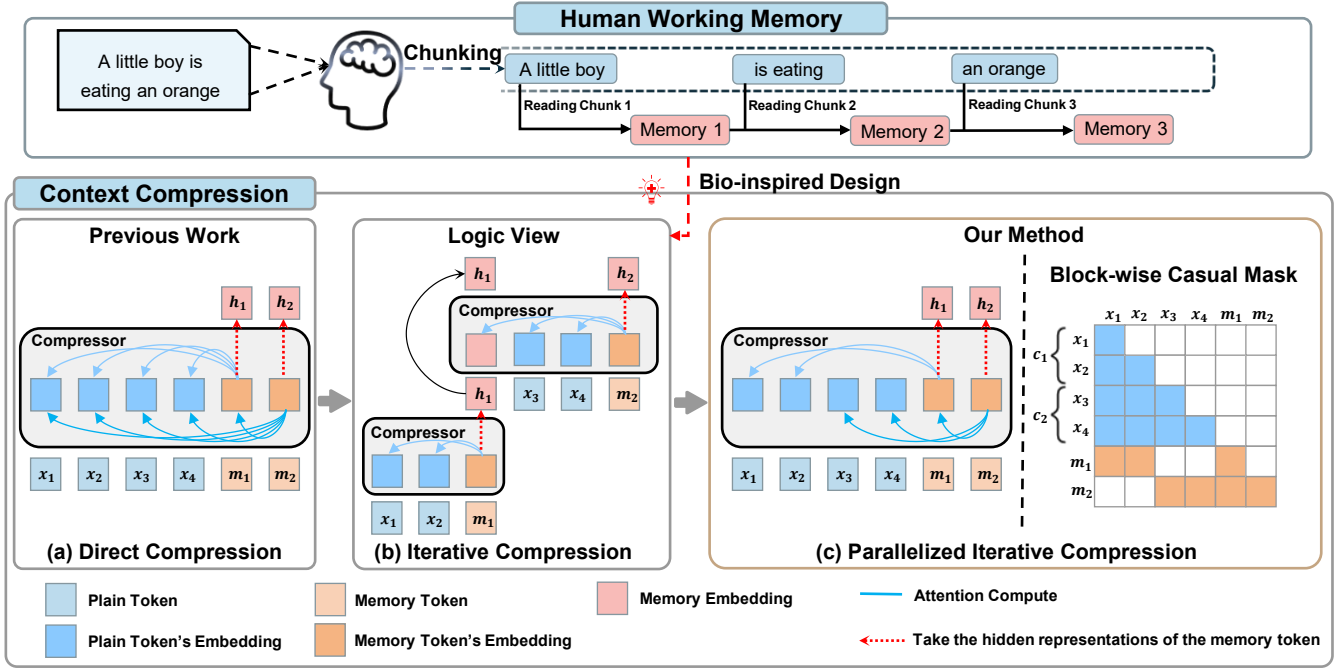 Human Working Memory
A little boy is
eating an orange
Chunking
A little boy
is eating
an orange
Reading Chunk 1
Reading Chunk 2
Reading Chunk 3
Memory 1
Memory 2
Memory 3
Bio-inspired Design
Context Compression
Previous Work
h₁ h₂
Compressor
x₁ x₂ x₃ x₄ m₁ m₂
(a) Direct Compression
Logic View
h₁ h₂
Compressor
h₁ x₃ x₄ m₂
Compressor
x₁ x₂ m₁
(b) Iterative Compression
Our Method
h₁ h₂
Compressor
x₁ x₂ x₃ x₄ m₁ m₂
Block-wise Casual Mask
x₁ x₂ x₃ x₄ m₁ m₂
c₁
x₁
x₂
c₂
x₃
x₄
m₁
m₂
(c) Parallelized Iterative Compression
Plain Token
Memory Token
Memory Embedding
Attention Compute
Plain Token's Embedding
Memory Token's Embedding
Take the hidden representations of the memory token